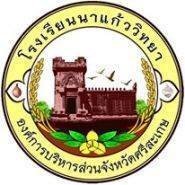 โรงเรียนนาแก้ววิทยา
องค์การบริหารส่วนจังหวัดศรีสะเกษ